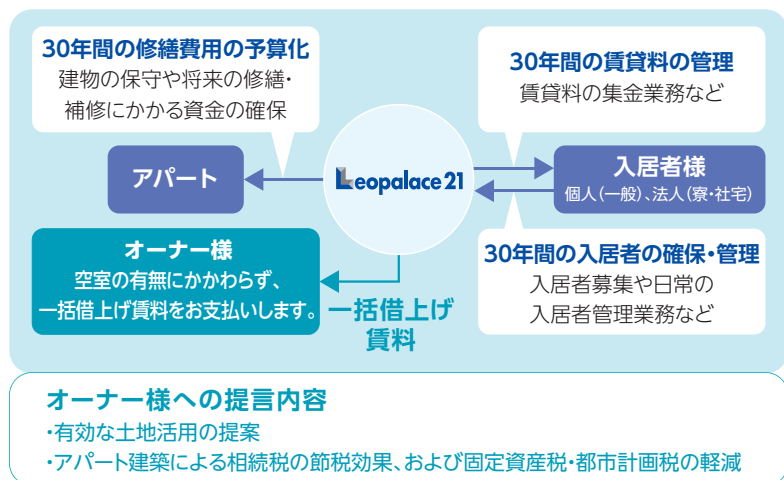 30年間の修繕費用の予算化
建物の保守や将来の修繕・
補修にかかる資金の確保
30年間の賃貸料の管理
賃貸料の集金業務など
アパート
Leopalace 21
入居者様
個人(一般)、法人(寮・社宅)
オーナー様
空室の有無にかかわらず、
一括借上げ賃料をお支払いします。
一括借上げ
賃料
30年間の入居者の確保・管理
入居者募集や日常の
入居者管理業務など
オーナー様への提言内容
・有効な土地活用の提案
・アパート建築による相続税の節税効果、および固定資産税・都市計画税の軽減